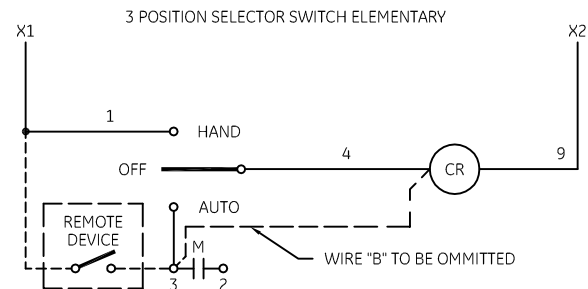 3 POSITION SELECTOR SWITCH ELEMENTARY
X1
X2
1
HAND
OFF
4
CR
9
AUTO
REMOTE
DEVICE
M
WIRE "B" TO BE OMMITTED
3
2